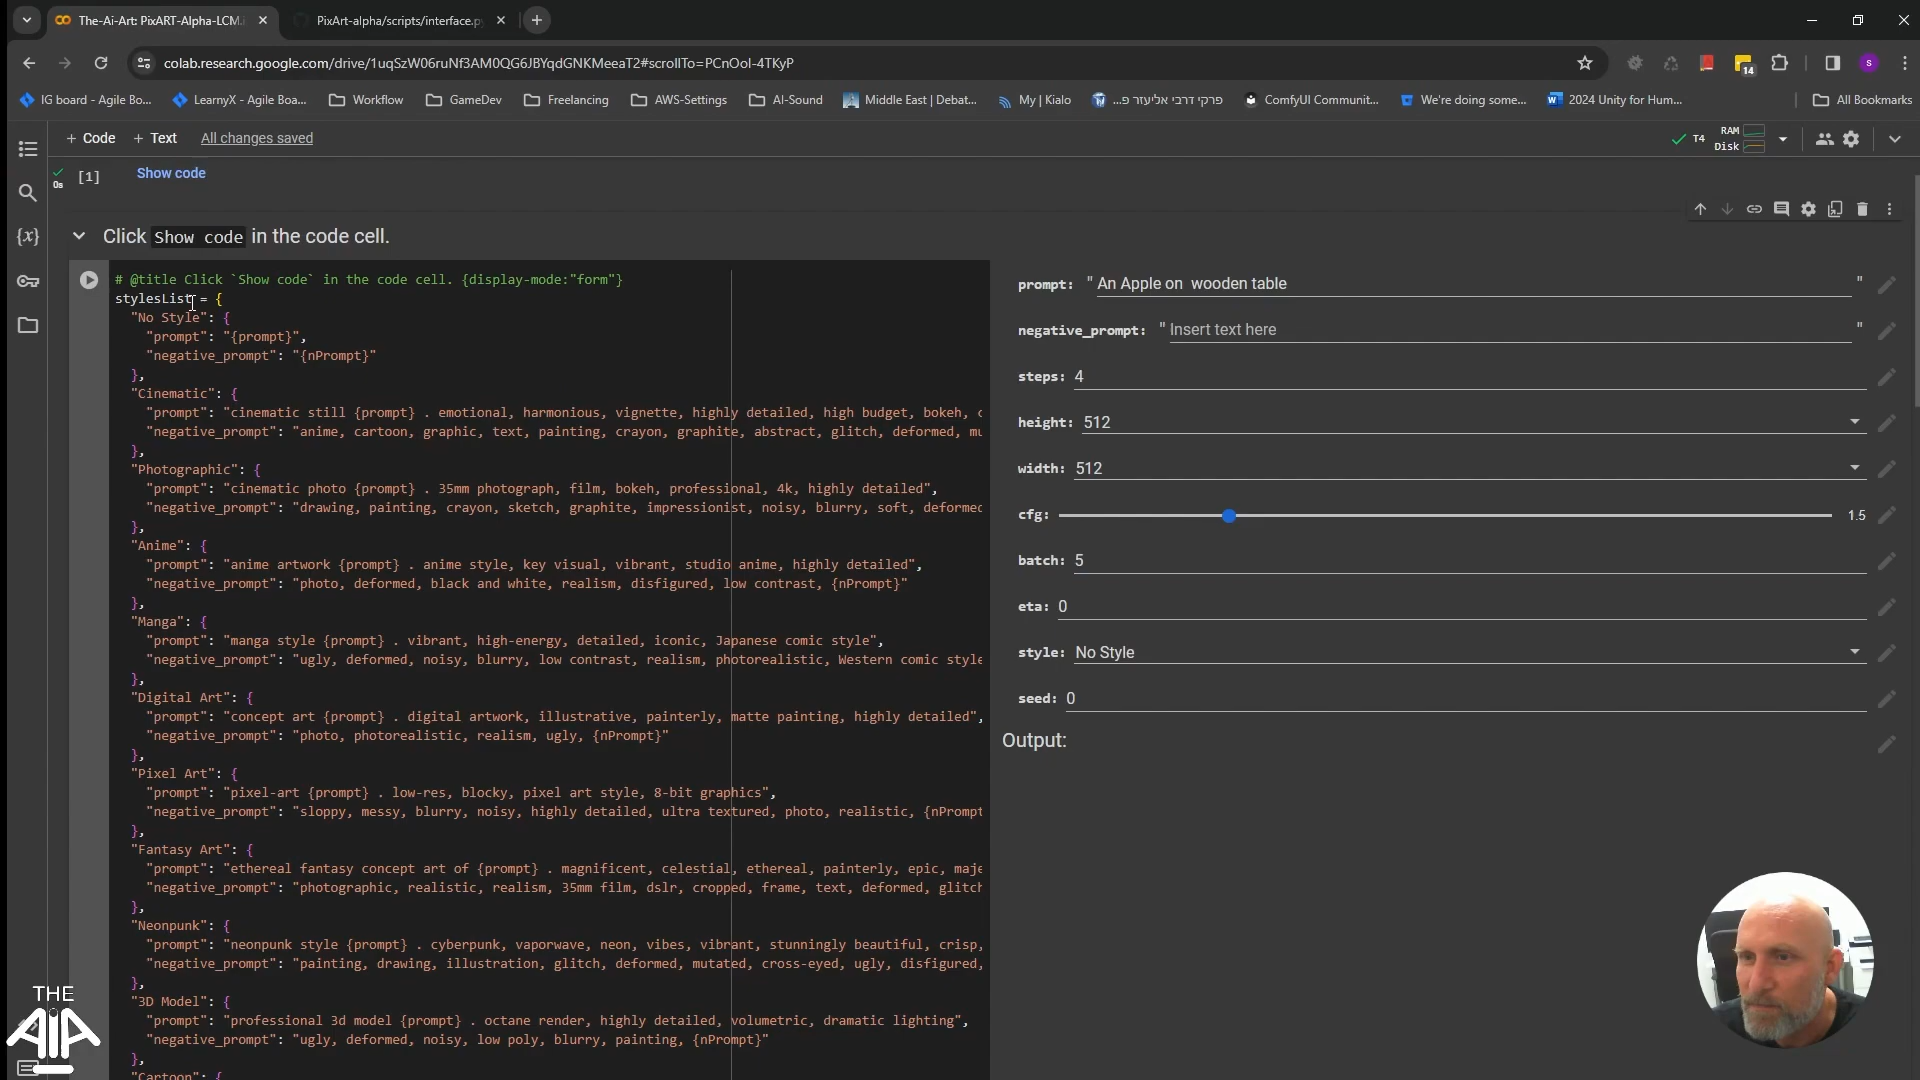 The-Ai-Art: PixART-Alpha-LCM.i
PixArt-alpha/scripts/interface.py
colab.research.google.com/drive/1uqSzW06ruNf3AM0QG6JBYqdGNKMeeaT2#scrollTo=PCnOoI-4TKyP
14
s
IG board - Agile Bo...
LearnyX - Agile Boa...
Workflow
GameDev
Freelancing
AWS-Settings
AI-Sound
Middle East | Debat...
My | Kialo
פרקי דרבי אליעזר פ...
ComfyUI Communit...
We're doing some...
2024 Unity for Hum...
All Bookmarks
+ Code + Text All changes saved
T4 RAM
Disk
0s [1] Show code
Click Show code in the code cell.
# @title Click `Show code` in the code cell. {display-mode:"form"}
stylesList = {
"No Style": {
"prompt": "{prompt}",
"negative_prompt": "{nPrompt}"
},
"Cinematic": {
"prompt": "cinematic still {prompt} . emotional, harmonious, vignette, highly detailed, high budget, bokeh, c
"negative_prompt": "anime, cartoon, graphic, text, painting, crayon, graphite, abstract, glitch, deformed, mu
},
"Photographic": {
"prompt": "cinematic photo {prompt} . 35mm photograph, film, bokeh, professional, 4k, highly detailed",
"negative_prompt": "drawing, painting, crayon, sketch, graphite, impressionist, noisy, blurry, soft, deformed
},
"Anime": {
"prompt": "anime artwork {prompt} . anime style, key visual, vibrant, studio anime, highly detailed",
"negative_prompt": "photo, deformed, black and white, realism, disfigured, low contrast, {nPrompt}"
},
"Manga": {
"prompt": "manga style {prompt} . vibrant, high-energy, detailed, iconic, Japanese comic style",
"negative_prompt": "ugly, deformed, noisy, blurry, low contrast, realism, photorealistic, Western comic style
},
"Digital Art": {
"prompt": "concept art {prompt} . digital artwork, illustrative, painterly, matte painting, highly detailed",
"negative_prompt": "photo, photorealistic, realism, ugly, {nPrompt}"
},
"Pixel Art": {
"prompt": "pixel-art {prompt} . low-res, blocky, pixel art style, 8-bit graphics",
"negative_prompt": "sloppy, messy, blurry, noisy, highly detailed, ultra textured, photo, realistic, {nPrompt
},
"Fantasy Art": {
"prompt": "ethereal fantasy concept art of {prompt} . magnificent, celestial, ethereal, painterly, epic, maje
"negative_prompt": "photographic, realistic, realism, 35mm film, dslr, cropped, frame, text, deformed, glitch
},
"Neonpunk": {
"prompt": "neonpunk style {prompt} . cyberpunk, vaporwave, neon, vibes, vibrant, stunningly beautiful, crisp,
"negative_prompt": "painting, drawing, illustration, glitch, deformed, mutated, cross-eyed, ugly, disfigured,
},
"3D Model": {
"prompt": "professional 3d model {prompt} . octane render, highly detailed, volumetric, dramatic lighting",
"negative_prompt": "ugly, deformed, noisy, low poly, blurry, painting, {nPrompt}"
},
"Cartoon": {
prompt: " An Apple on  wooden table "
negative_prompt: " Insert text here "
steps: 4
height: 512
width: 512
cfg: 1.5
batch: 5
eta: 0
style: No Style
seed: 0
Output:
THE
AIA